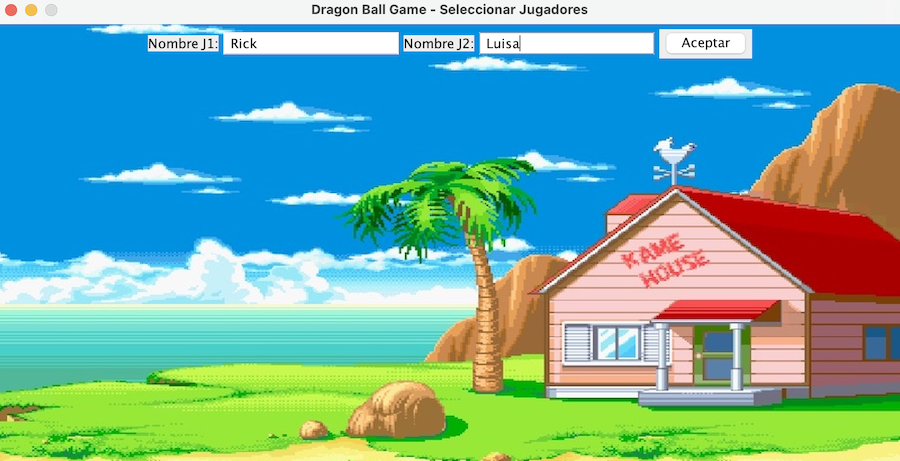 Dragon Ball Game - Seleccionar Jugadores
Nombre J1: Rick Nombre J2: Luisa Aceptar
KAME
HOUSE